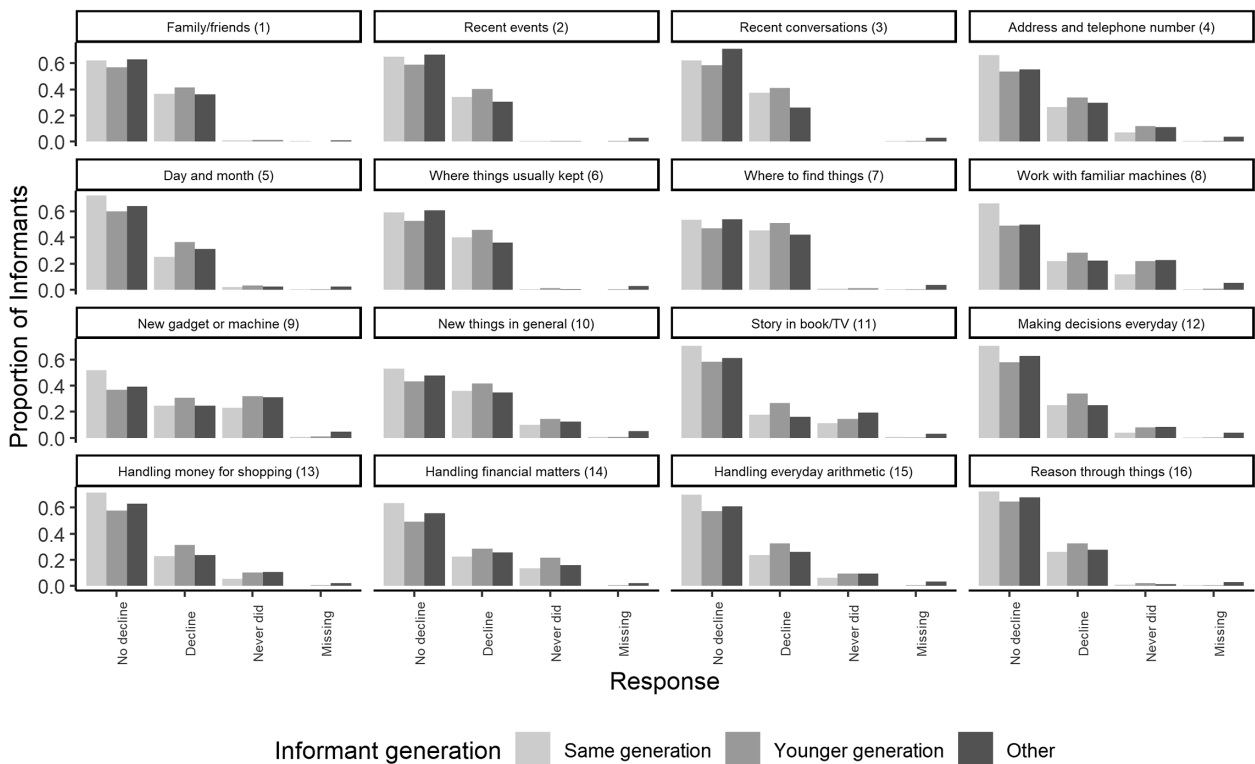 Family/friends (1) Recent events (2) Recent conversations (3) Address and telephone number (4)
0.6
0.4
0.2
0.0
Day and month (5) Where things usually kept (6) Where to find things (7) Work with familiar machines (8)
0.6
0.4
0.2
0.0
New gadget or machine (9) New things in general (10) Story in book/TV (11) Making decisions everyday (12)
0.6
0.4
0.2
0.0
Handling money for shopping (13) Handling financial matters (14) Handling everyday arithmetic (15) Reason through things (16)
0.6
0.4
0.2
0.0
Proportion of Informants
No decline Decline Never did Missing No decline Decline Never did Missing No decline Decline Never did Missing No decline Decline Never did Missing
Response
Informant generation Same generation Younger generation Other